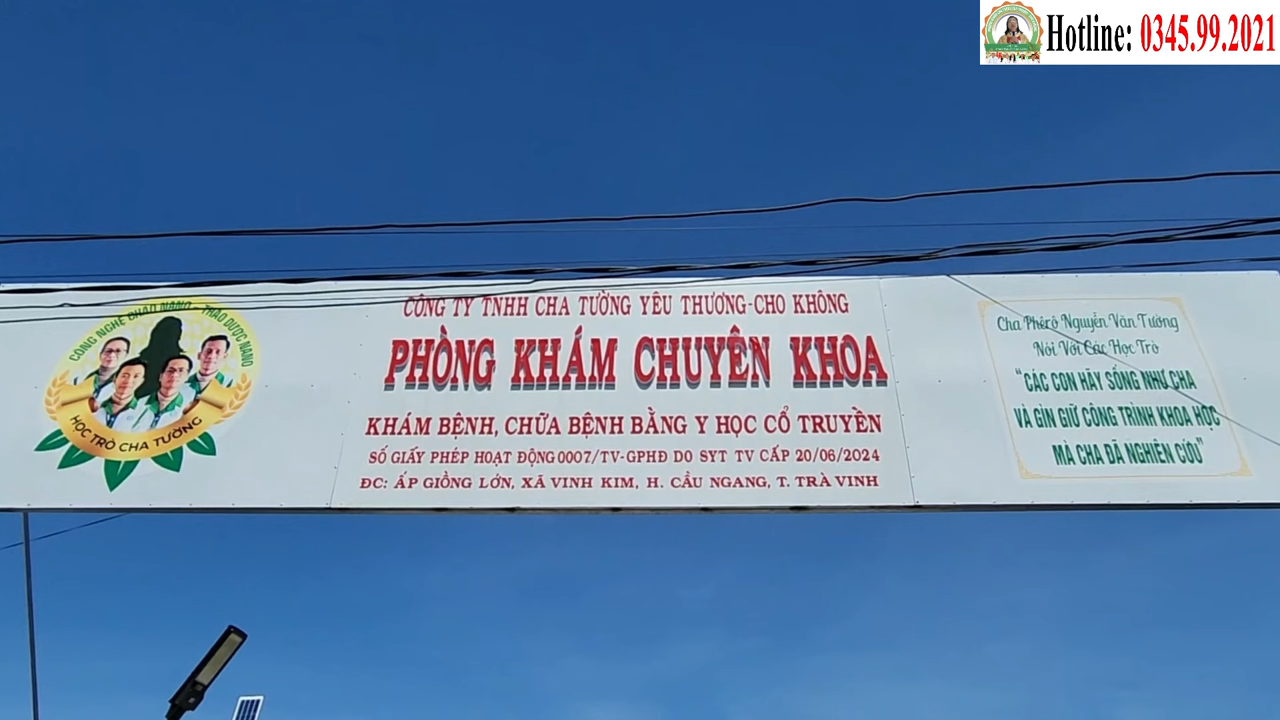 Hotline: 0345.99.2021
CÔNG NGHỆ CHAO NANO - THẢO DƯỢC NANO
HỌC TRÒ CHA TƯỜNG
CÔNG TY TNHH CHA TƯỜNG YÊU THƯƠNG-CHO KHÔNG
PHÒNG KHÁM CHUYÊN KHOA
KHÁM BỆNH, CHỮA BỆNH BẰNG Y HỌC CỔ TRUYỀN
SỐ GIẤY PHÉP HOẠT ĐỘNG 0007/TV-GPHĐ DO SYT TV CẤP 20/06/2024
ĐC: ẤP GIỒNG LỚN, XÃ VINH KIM, H. CẦU NGANG, T. TRÀ VINH
Cha Phêrô Nguyễn Văn Tường
Nói Với Các Học Trò
"CÁC CON HÃY SỐNG NHƯ CHA
VÀ GÌN GIỮ CÔNG TRÌNH KHOA HỌC
MÀ CHA ĐÃ NGHIÊN CỨU"